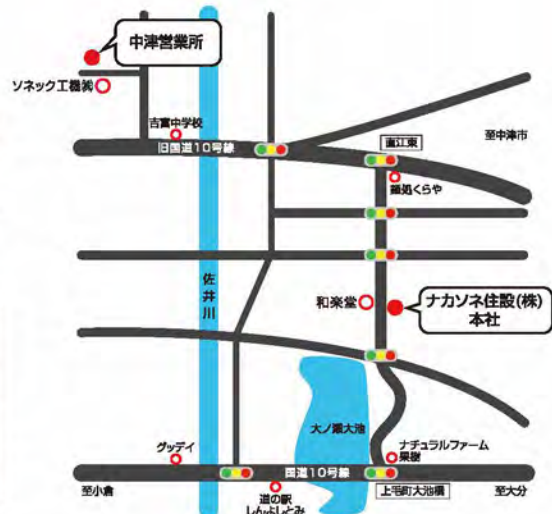 中津営業所
ソネック工機㈱
吉富中学校
旧国道10号線
直江東
至中津市
麺処くらや
佐井川
和楽堂
ナカソネ住設(株)
本社
大ノ瀬大池
グッデイ
ナチュラルファーム
果樹
国道10号線
至小倉
道の駅
しんよしとみ
上毛町大池橋
至大分